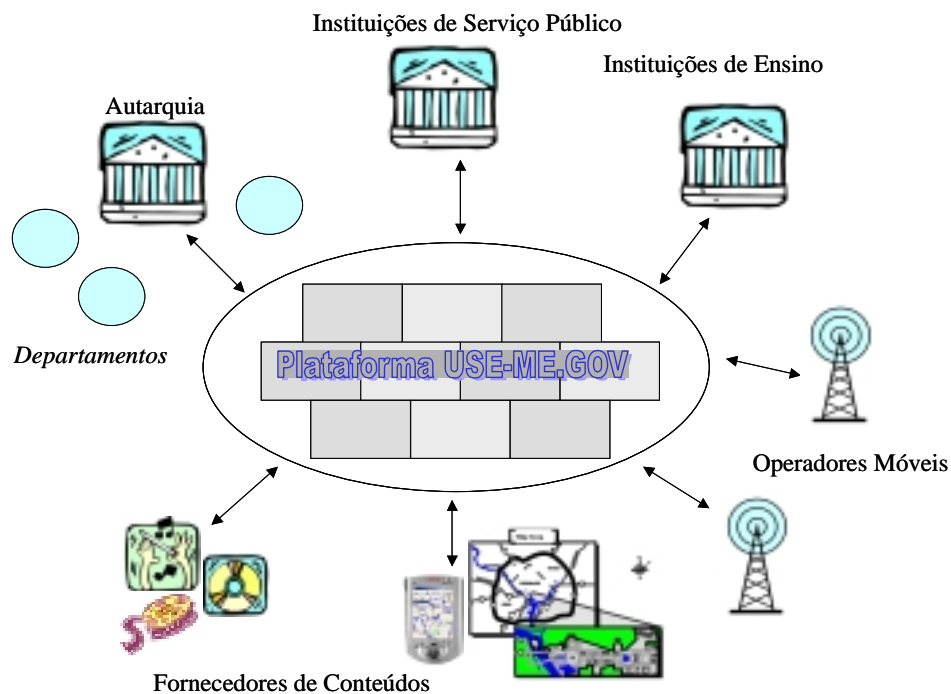 Instituições de Serviço Público
Instituições de Ensino
Autarquia
Departamentos
Plataforma USE-ME.GOV
Operadores Móveis
Fornecedores de Conteúdos